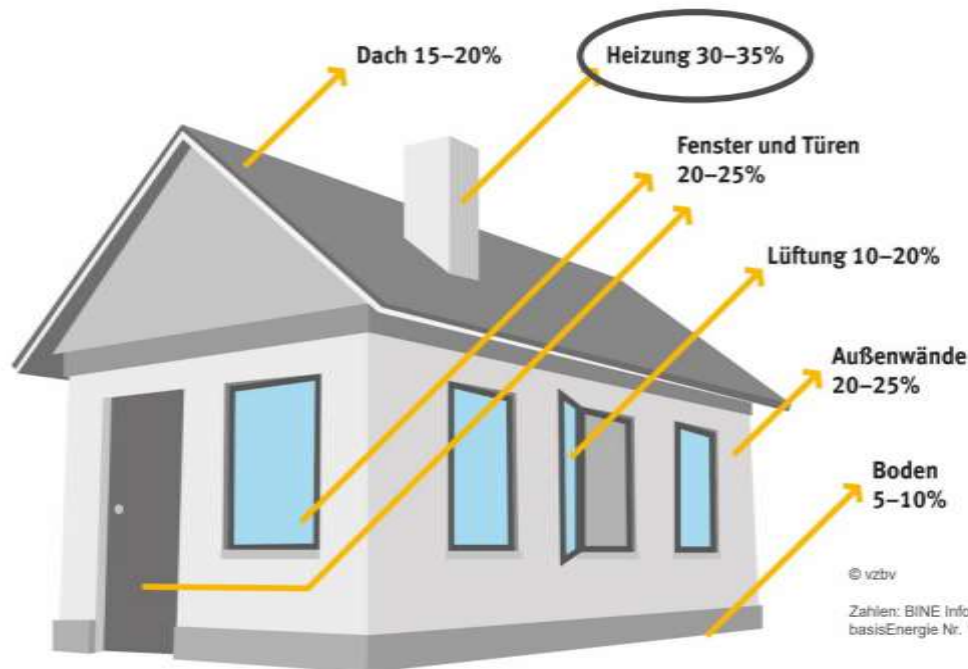 Dach 15–20%
Heizung 30–35%
Fenster und Türen
20–25%
Lüftung 10–20%
Außenwände
20–25%
Boden
5–10%
© vzbv
Zahlen: BINE
basisEnergie Nr.